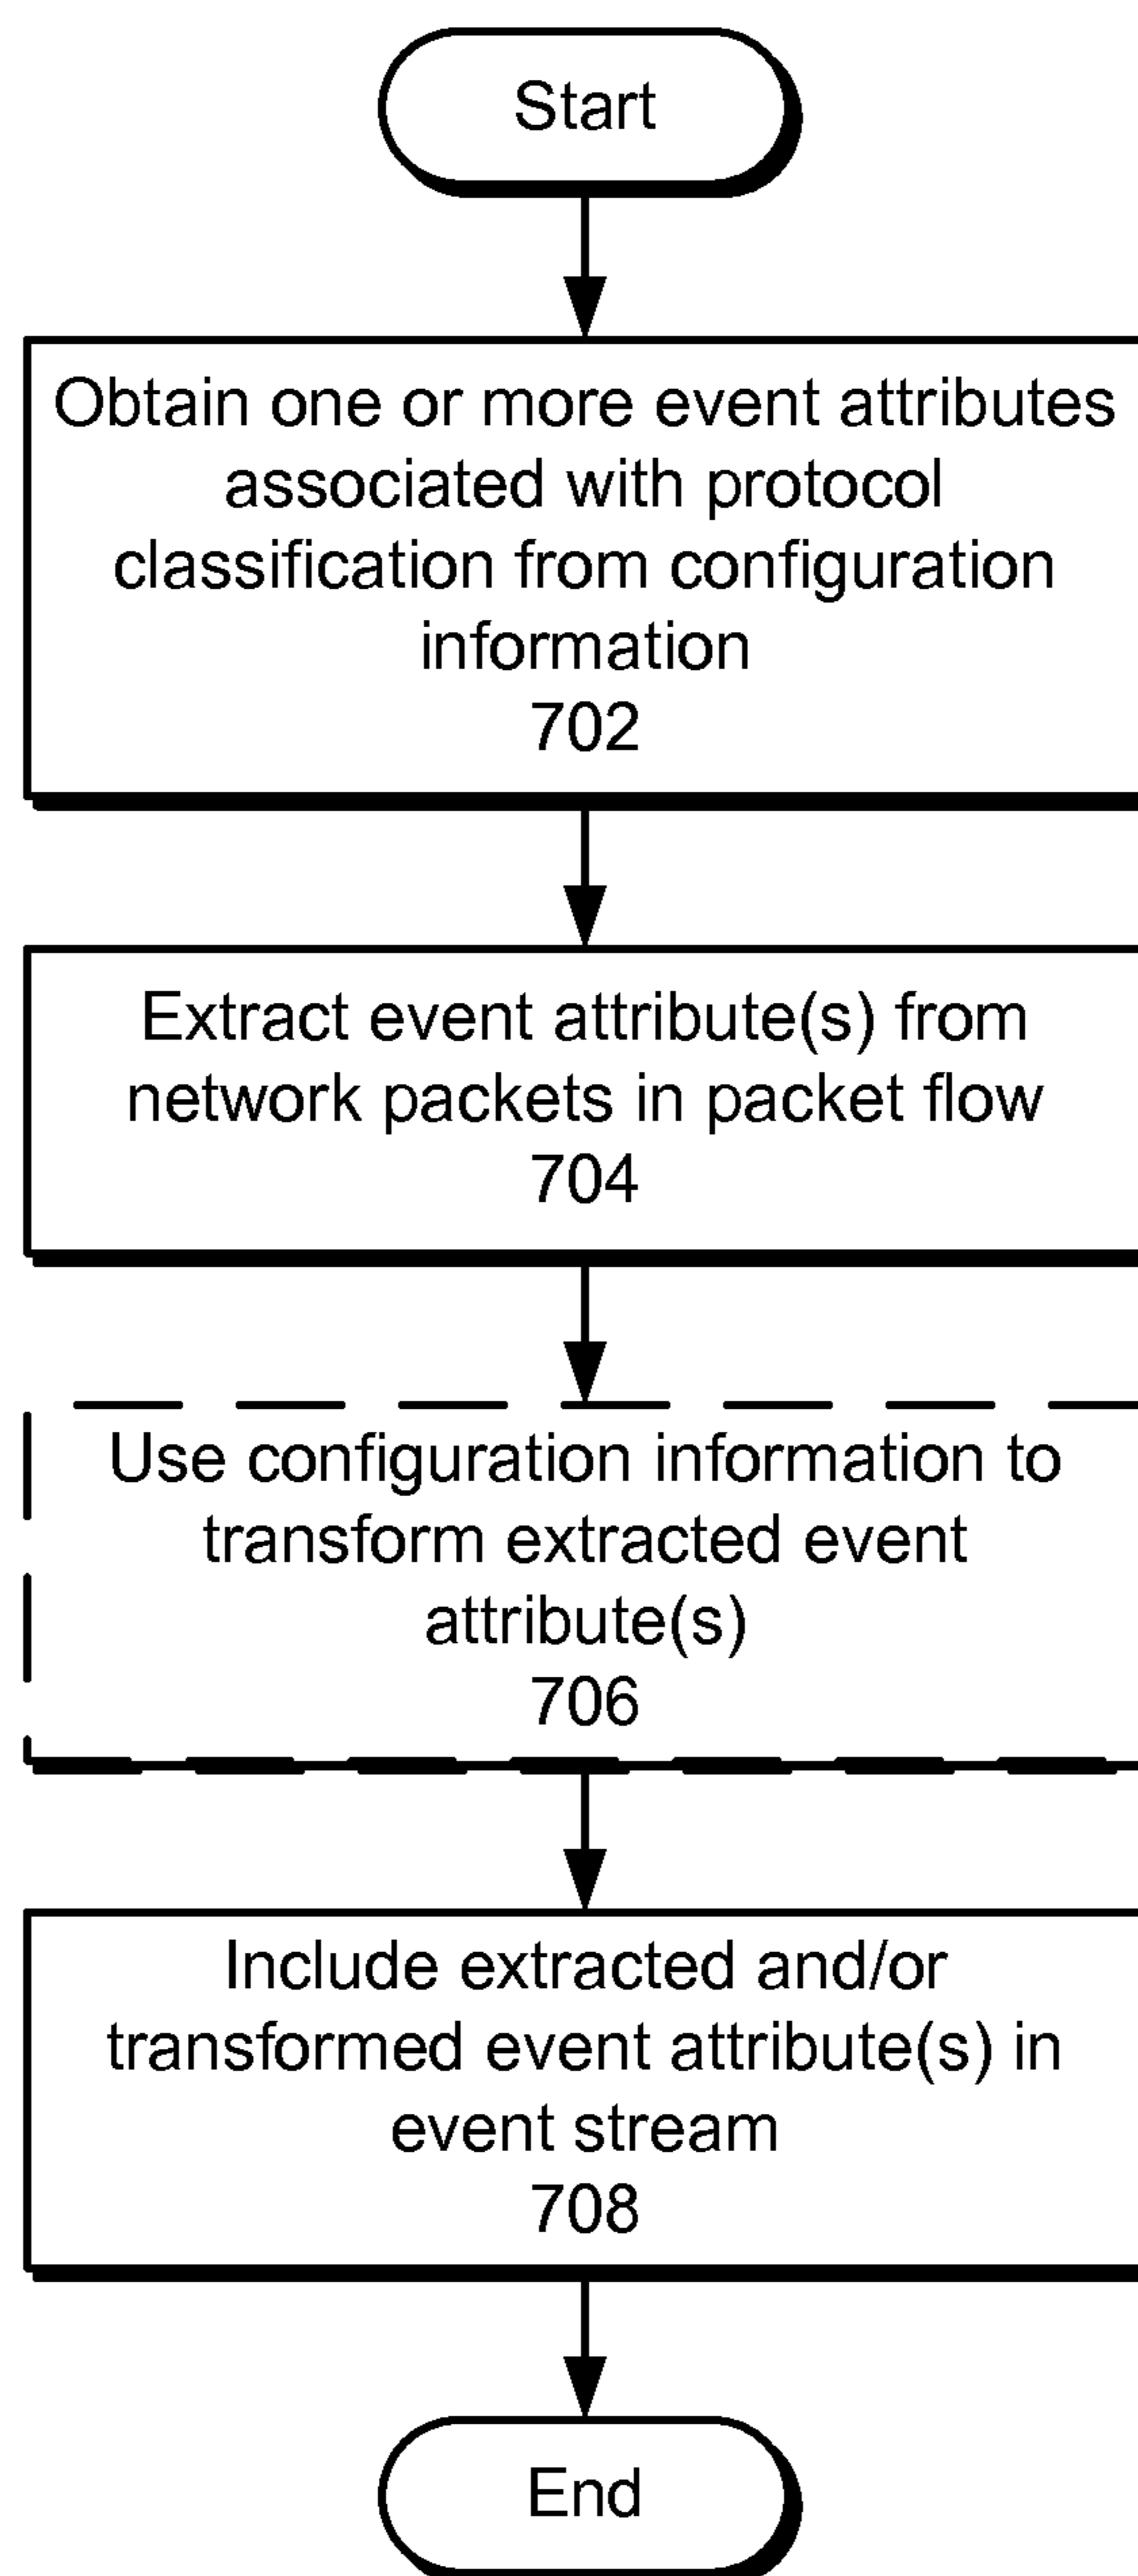 Start
Obtain one or more event attributes
associated with protocol
classification from configuration
information
702
Extract event attribute(s) from
network packets in packet flow
704
Use configuration information to
transform extracted event
attribute(s)
706
Include extracted and/or
transformed event attribute(s) in
event stream
708
End